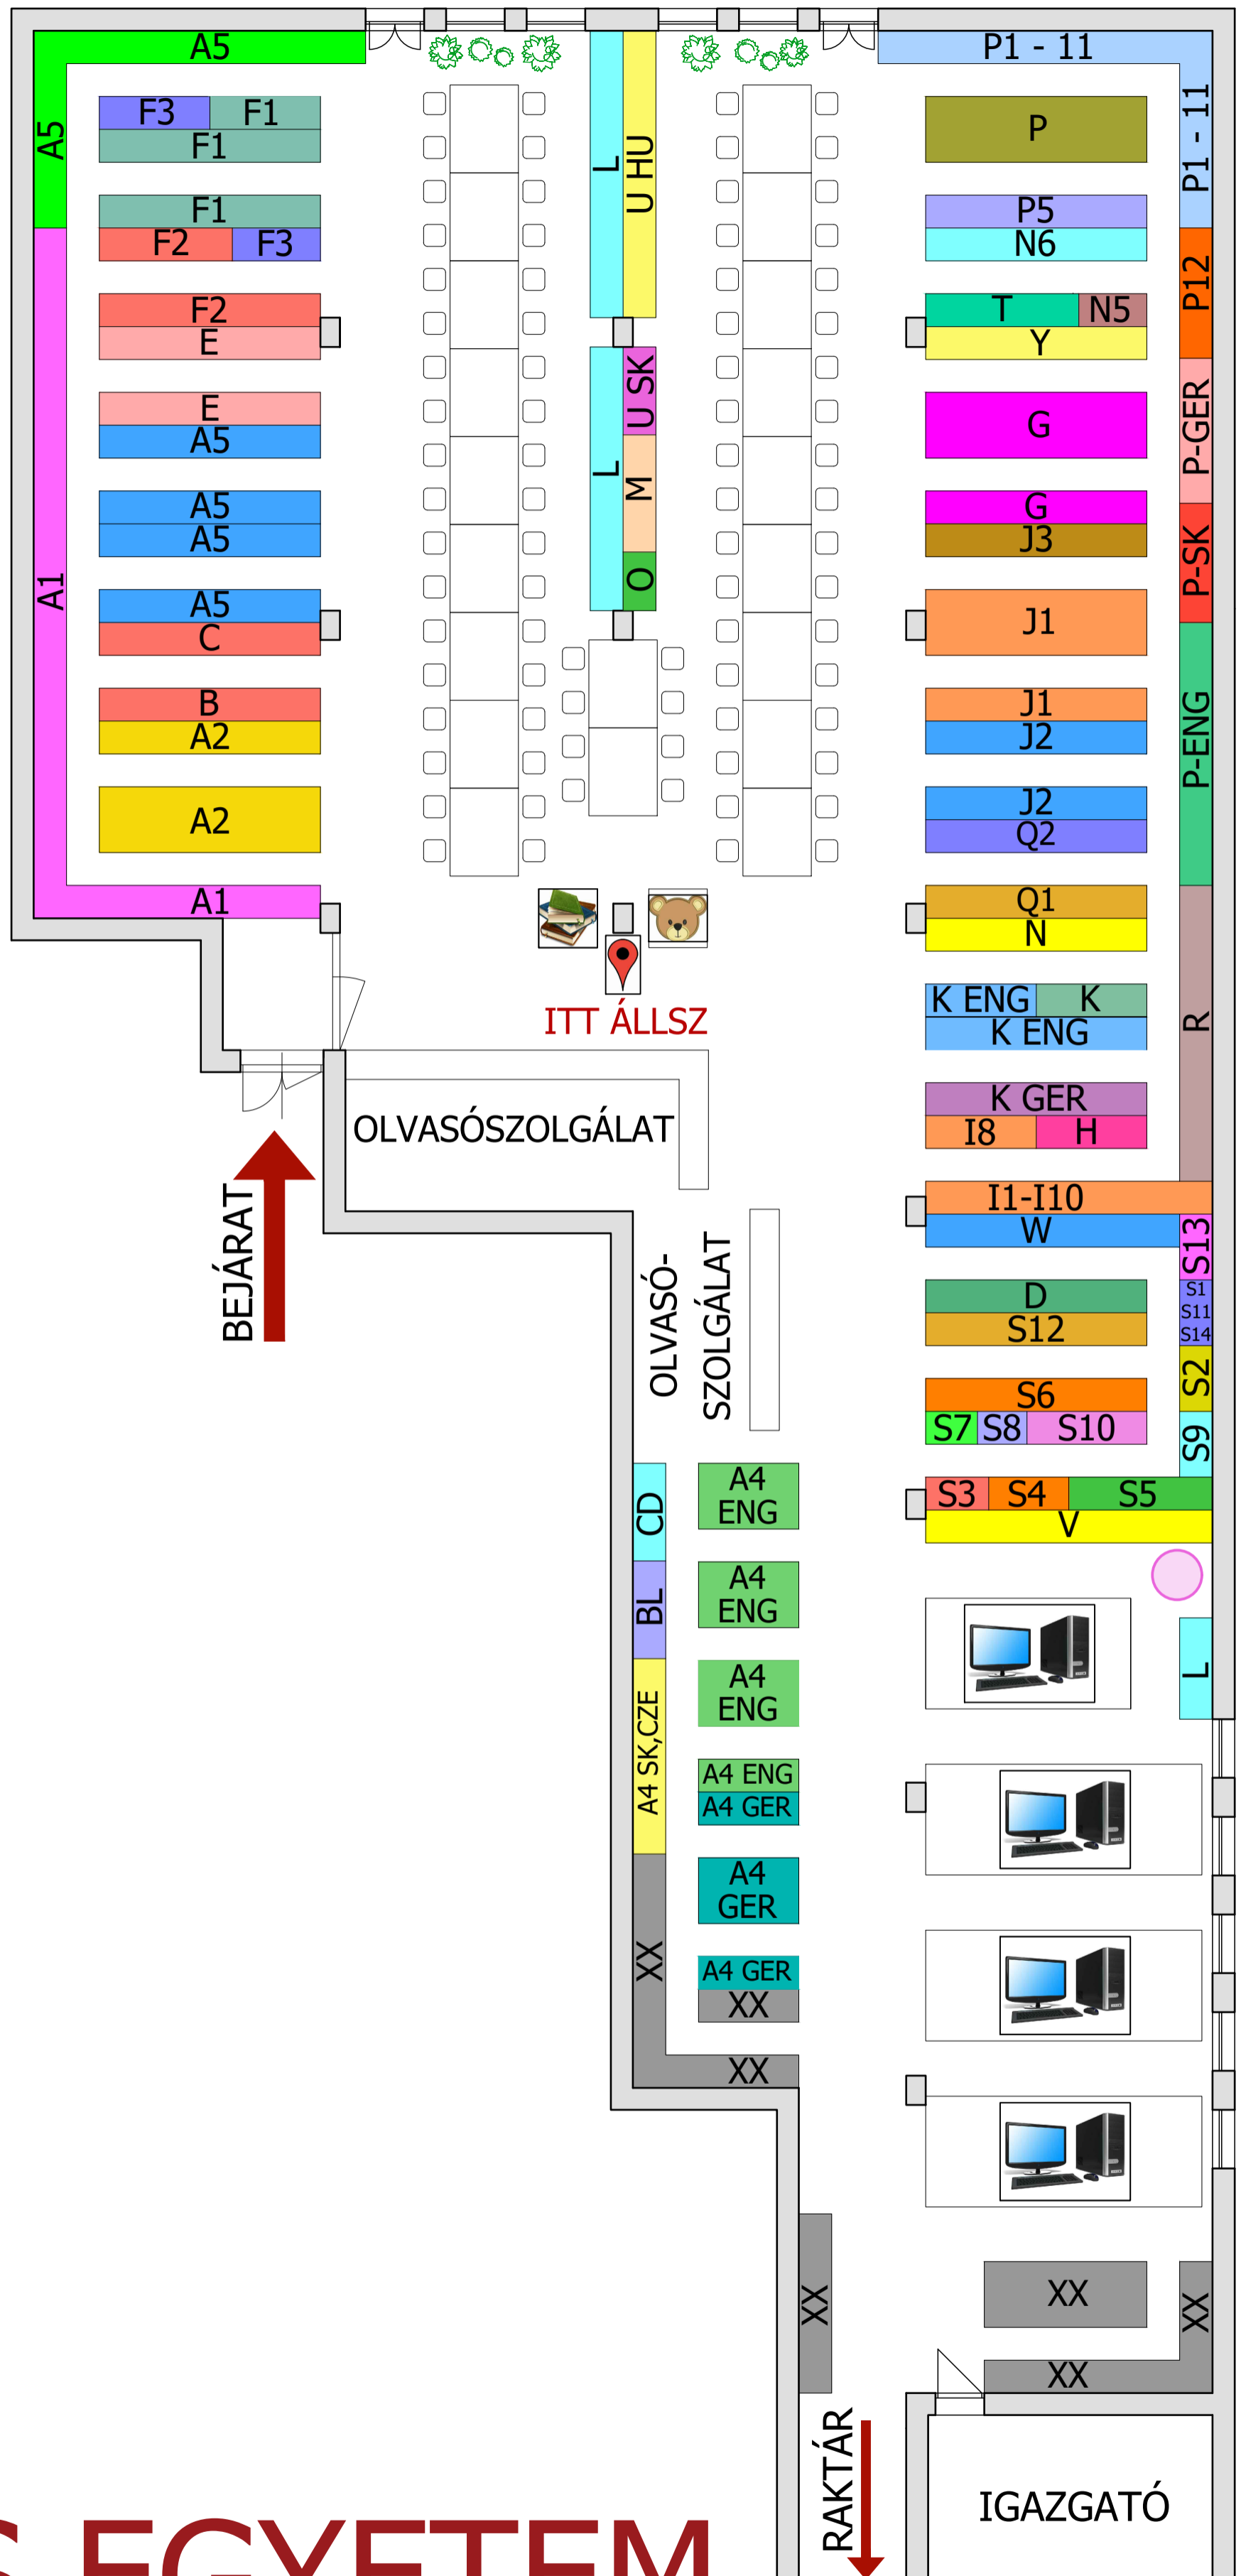 A5
P1 - 11
A5
F3 F1
F1
F1
F2 F3
F2
E
E
A5
A5
A5
A5
C
B
A2
A2
A1
A1
L
U HU
L
U SK
M
O
P
P5
N6
T N5
Y
G
G
J3
J1
J1
J2
J2
Q2
Q1
N
K ENG K
K ENG
K GER
I8 H
I1-I10
W
D
S12
S6
S7 S8 S10
S3 S4 S5
V
P1 - 11
P12
P-GER
P-SK
P-ENG
R
S13
S1
S11
S14
S2
S9
L
ITT ÁLLSZ
OLVASÓSZOLGÁLAT
BEJÁRAT
OLVASÓ-
SZOLGÁLAT
CD
BL
A4 SK,CZE
XX
A4
ENG
A4
ENG
A4
ENG
A4 ENG
A4 GER
A4
GER
A4 GER
XX
XX
XX
XX
XX
XX
RAKTÁR
IGAZGATÓ
S EGYETEM